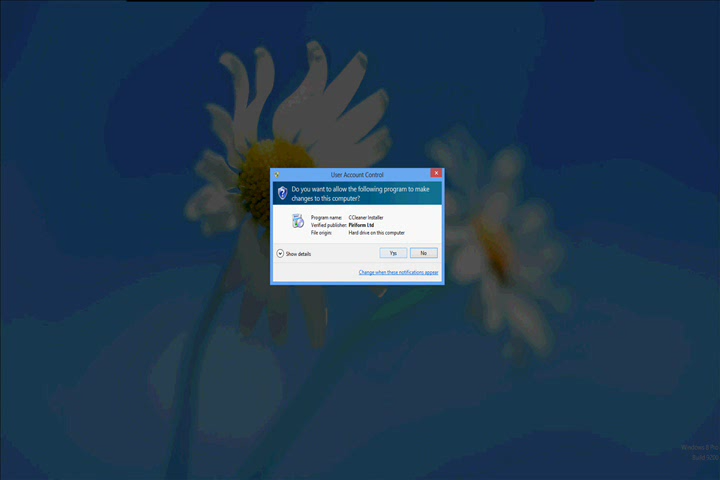 User Account Control
Do you want to allow the following program to make
changes to this computer?
Program name: CCleaner Installer
Verified publisher: Piriform Ltd
File origin: Hard drive on this computer
Show details
Yes
No
Change when these notifications appear